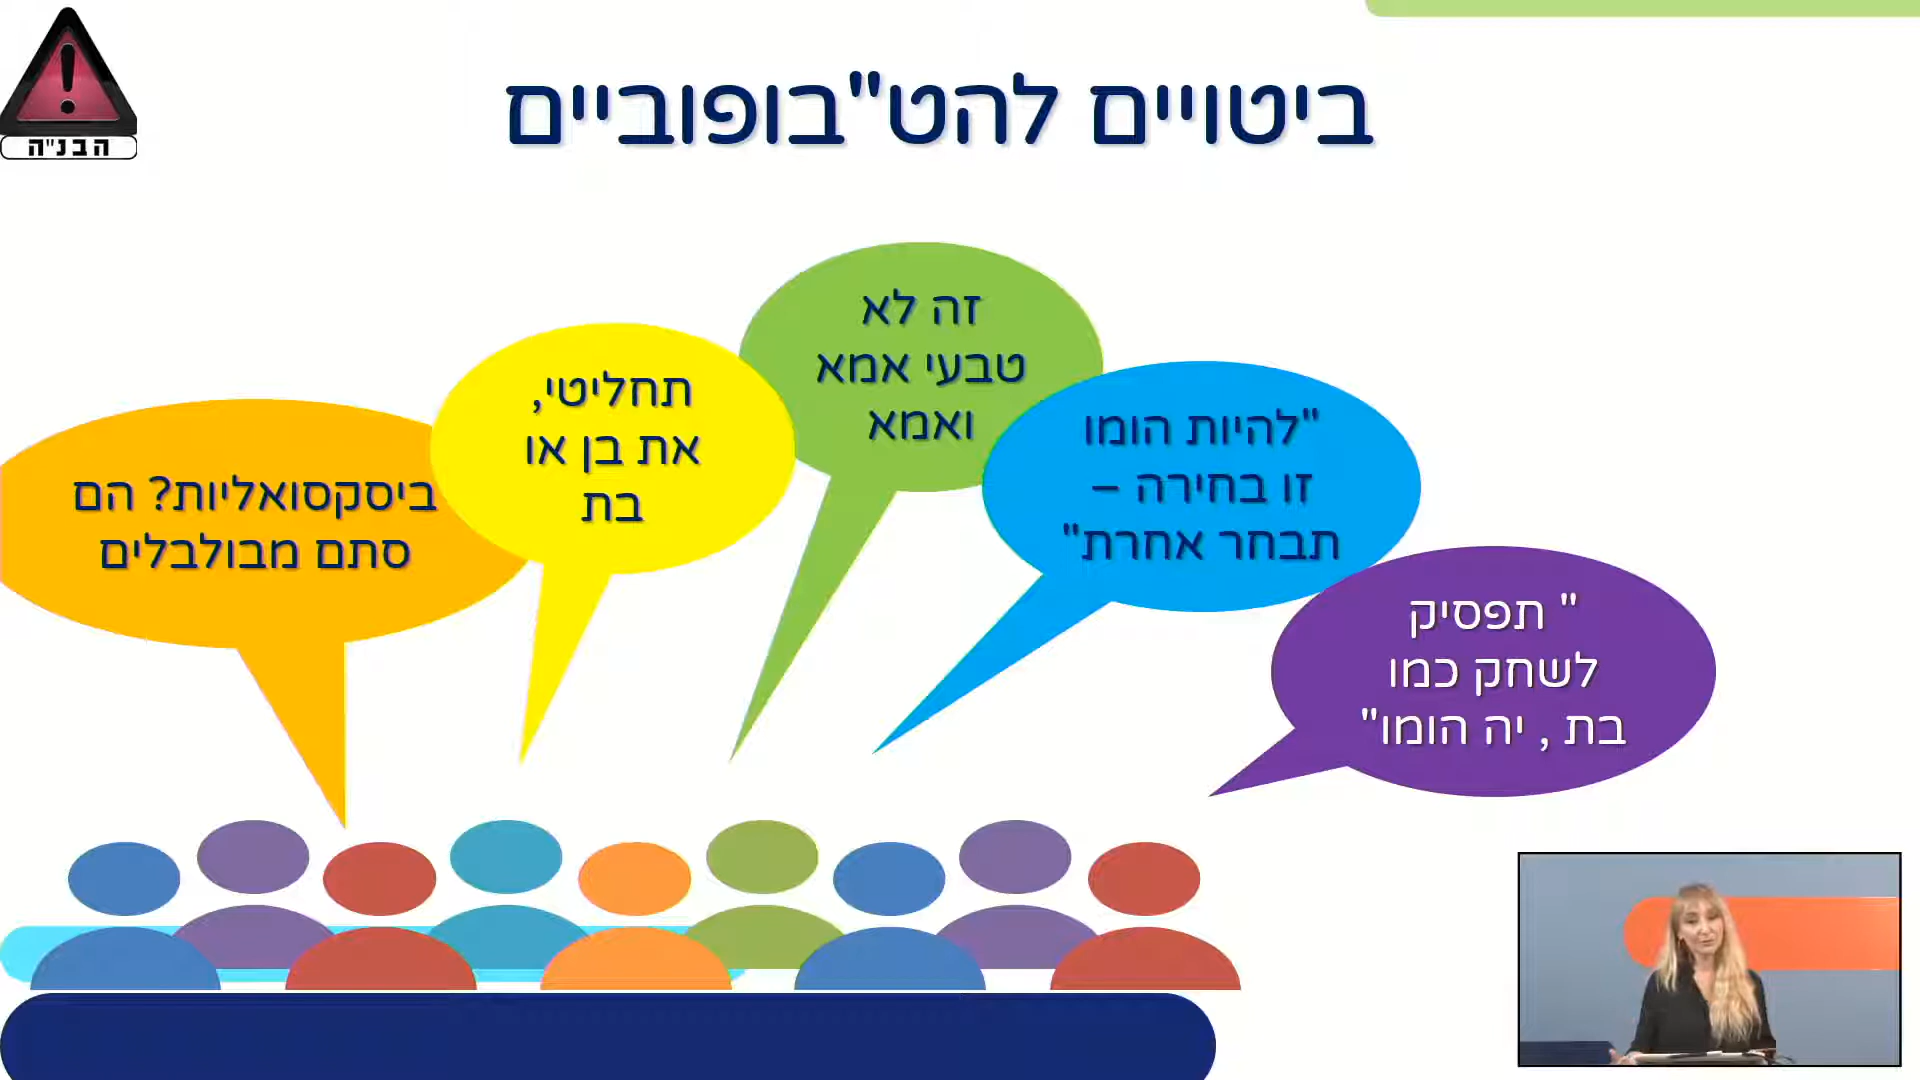 ביטויים להט"בופוביים
הבנ"ה
זה לא
טבעי אמא
ואמא
תחליטי,
את בן או
בת
"להיות הומו
זו בחירה –
תבחר אחרת"
ביסקסואליות? הם
סתם מבולבלים
" תפסיק
לשחק כמו
בת , יה הומו"